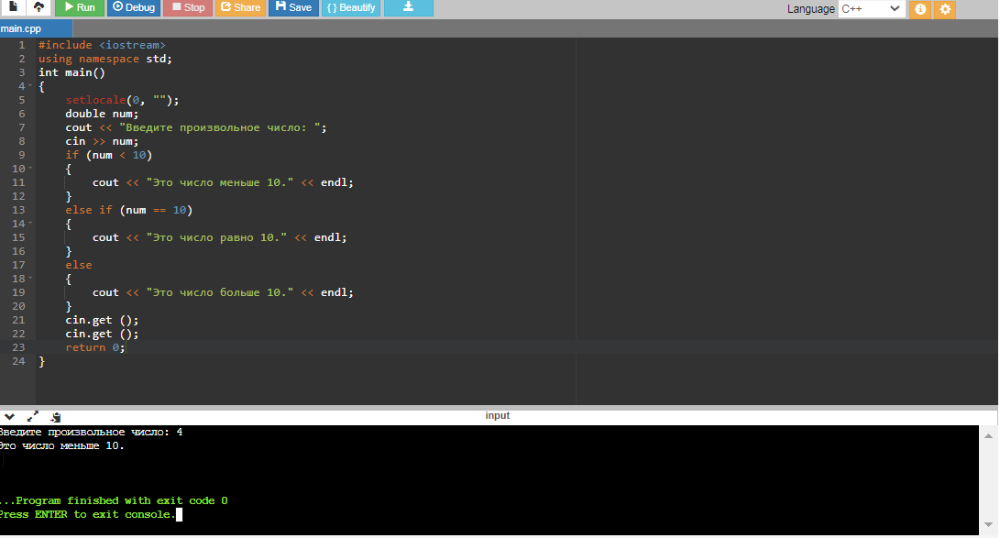 Run Debug Stop Share Save { } Beautify Language C++
main.cpp
1 #include <iostream>
2 using namespace std;
3 int main()
4 {
5 setlocale(0, "");
6 double num;
7 cout << "Введите произвольное число: ";
8 cin >> num;
9 if (num < 10)
10 {
11 cout << "Это число меньше 10." << endl;
12 }
13 else if (num == 10)
14 {
15 cout << "Это число равно 10." << endl;
16 }
17 else
18 {
19 cout << "Это число больше 10." << endl;
20 }
21 cin.get ();
22 cin.get ();
23 return 0;
24 }
input
Введите произвольное число: 4
Это число меньше 10.
...Program finished with exit code 0
Press ENTER to exit console.